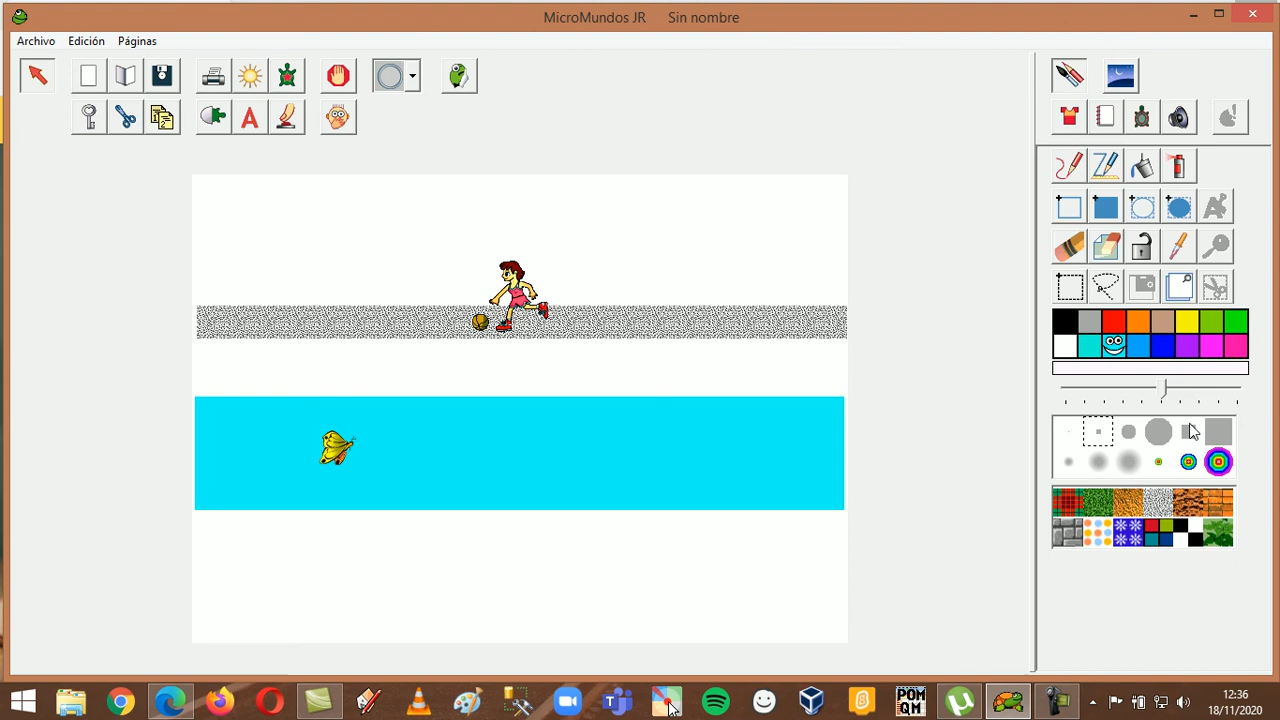 MicroMundos JR Sin nombre
Archivo Edición Páginas
A
A
POM
QM
12:36
18/11/2020